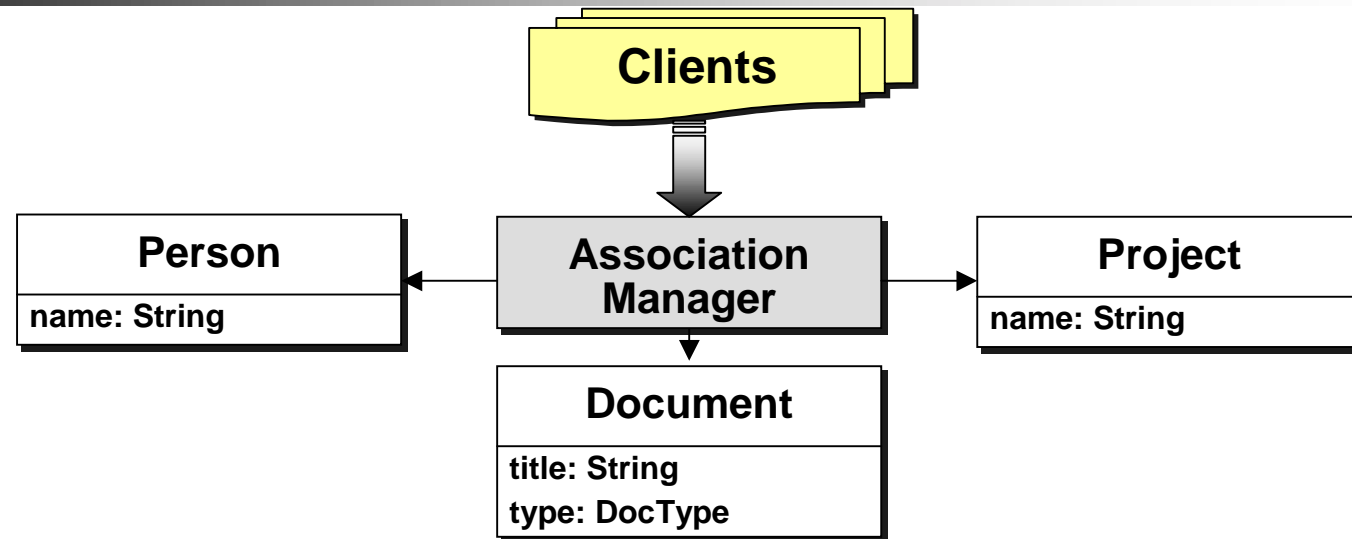 Clients
Person
name: String
Association
Manager
Project
name: String
Document
title: String
type: DocType